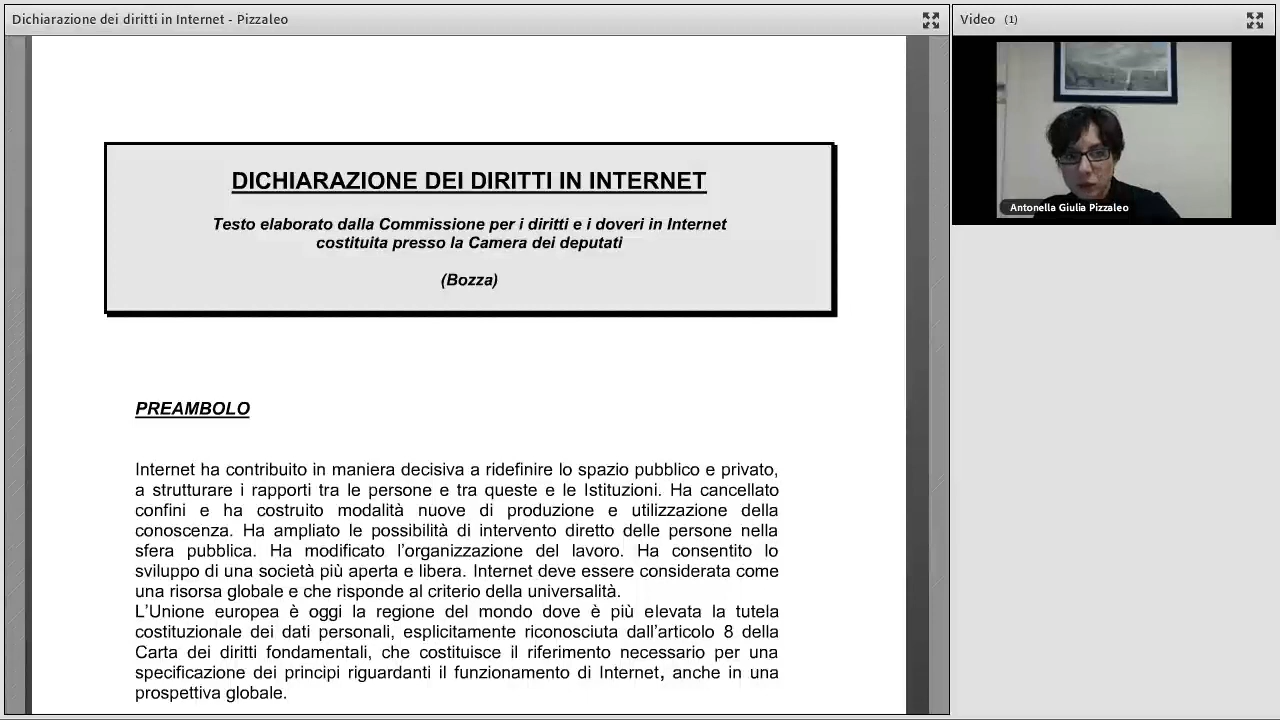 Dichiarazione dei diritti in Internet - Pizzaleo
Video (1)
Antonella Giulia Pizzaleo
DICHIARAZIONE DEI DIRITTI IN INTERNET
Testo elaborato dalla Commissione per i diritti e i doveri in Internet
costituita presso la Camera dei deputati
(Bozza)
PREAMBOLO
Internet ha contribuito in maniera decisiva a ridefinire lo spazio pubblico e privato,
a strutturare i rapporti tra le persone e tra queste e le Istituzioni. Ha cancellato
confini e ha costruito modalità nuove di produzione e utilizzazione della
conoscenza. Ha ampliato le possibilità di intervento diretto delle persone nella
sfera pubblica. Ha modificato l’organizzazione del lavoro. Ha consentito lo
sviluppo di una società più aperta e libera. Internet deve essere considerata come
una risorsa globale e che risponde al criterio della universalità.
L’Unione europea è oggi la regione del mondo dove è più elevata la tutela
costituzionale dei dati personali, esplicitamente riconosciuta dall’articolo 8 della
Carta dei diritti fondamentali, che costituisce il riferimento necessario per una
specificazione dei principi riguardanti il funzionamento di Internet, anche in una
prospettiva globale.